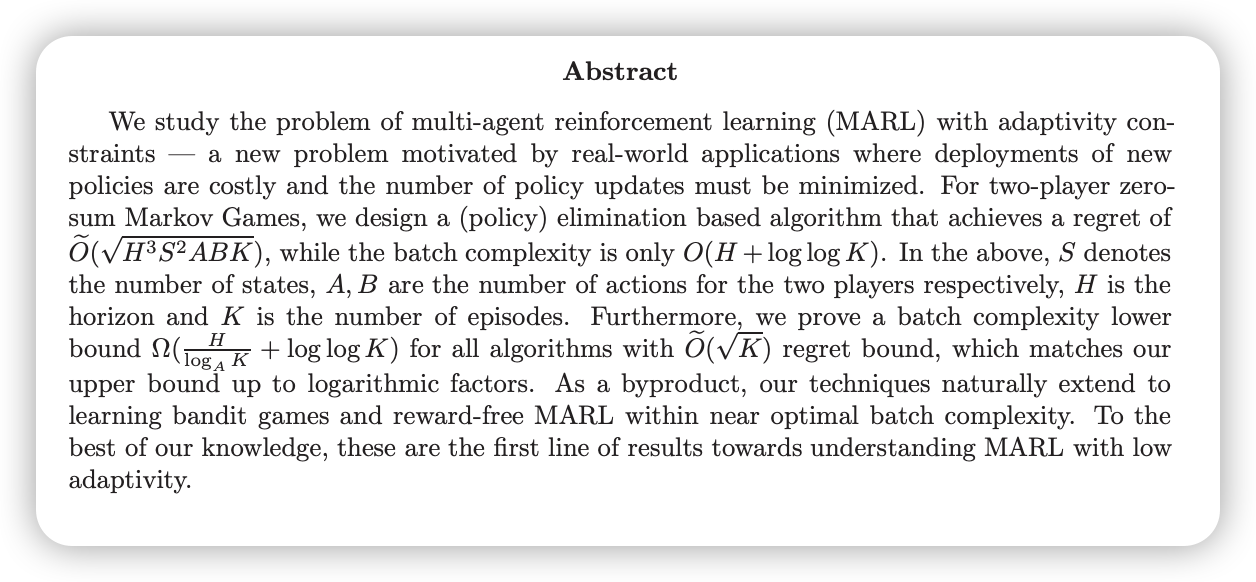 Abstract
We study the problem of multi-agent reinforcement learning (MARL) with adaptivity con-
straints — a new problem motivated by real-world applications where deployments of new
policies are costly and the number of policy updates must be minimized. For two-player zero-
sum Markov Games, we design a (policy) elimination based algorithm that achieves a regret of
$\widetilde{O}(\sqrt{H^3S^2ABK})$, while the batch complexity is only $O(H + \log\log K)$. In the above, $S$ denotes
the number of states, $A, B$ are the number of actions for the two players respectively, $H$ is the
horizon and $K$ is the number of episodes. Furthermore, we prove a batch complexity lower
bound $\Omega(\frac{H}{\log_A K} + \log\log K)$ for all algorithms with $\widetilde{O}(\sqrt{K})$ regret bound, which matches our
upper bound up to logarithmic factors. As a byproduct, our techniques naturally extend to
learning bandit games and reward-free MARL within near optimal batch complexity. To the
best of our knowledge, these are the first line of results towards understanding MARL with low
adaptivity.